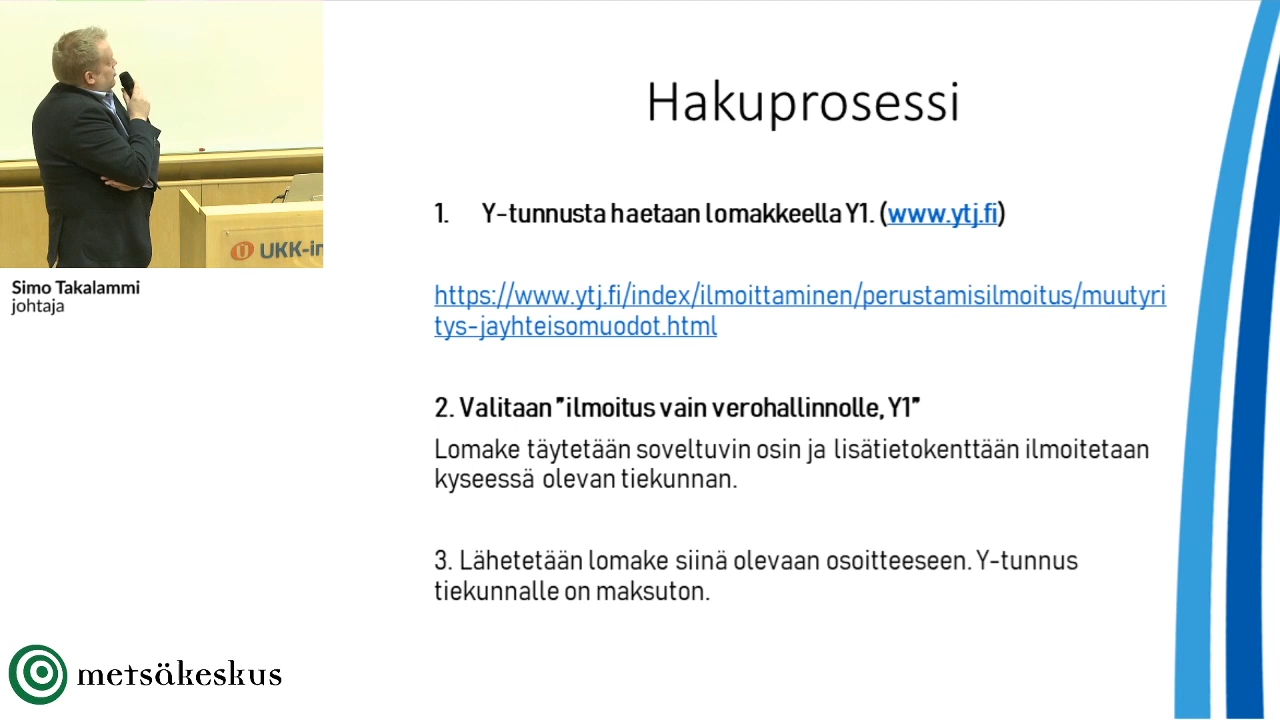 Hakuprosessi
1. Y-tunnusta haetaan lomakkeella Y1. (www.ytj.fi)
https://www.ytj.fi/index/ilmoittaminen/perustamisilmoitus/muutyri
tys-jayhteisomuodot.html
2. Valitaan "ilmoitus vain verohallinnolle, Y1"
Lomake täytetään soveltuvin osin ja lisätietokenttään ilmoitetaan
kyseessä olevan tiekunnan.
3. Lähetetään lomake siinä olevaan osoitteeseen. Y-tunnus
tiekunnalle on maksuton.
UKK-in
Simo Takalammi
johtaja
metsäkeskus